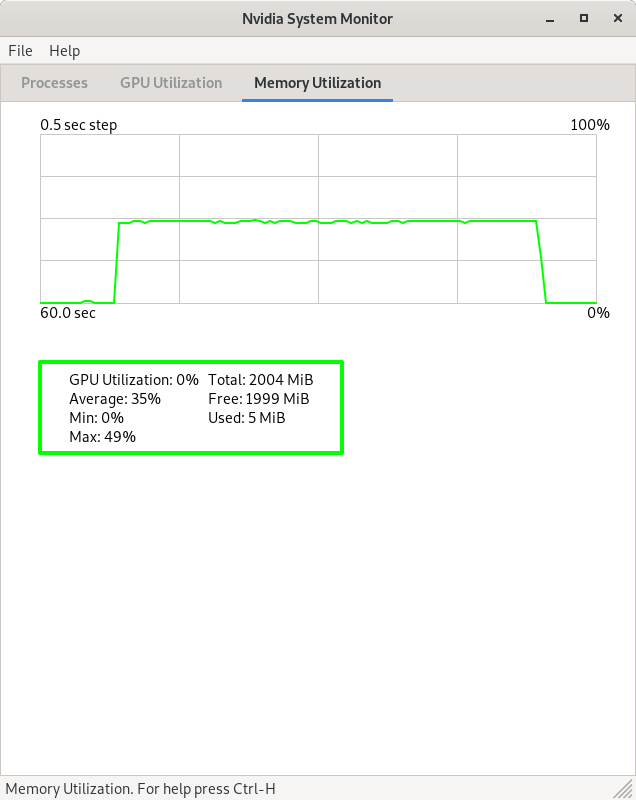 Nvidia System Monitor
File Help
Processes GPU Utilization Memory Utilization
0.5 sec step 100%
60.0 sec 0%
GPU Utilization: 0% Total: 2004 MiB
Average: 35% Free: 1999 MiB
Min: 0% Used: 5 MiB
Max: 49%
Memory Utilization. For help press Ctrl-H